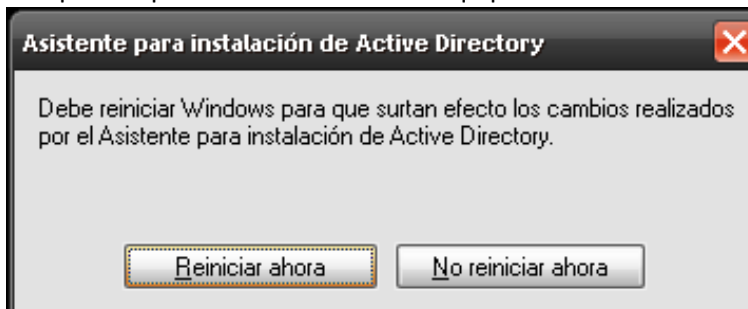 Asistente para instalación de Active Directory
Debe reiniciar Windows para que surtan efecto los cambios realizados
por el Asistente para instalación de Active Directory.
Reiniciar ahora
No reiniciar ahora